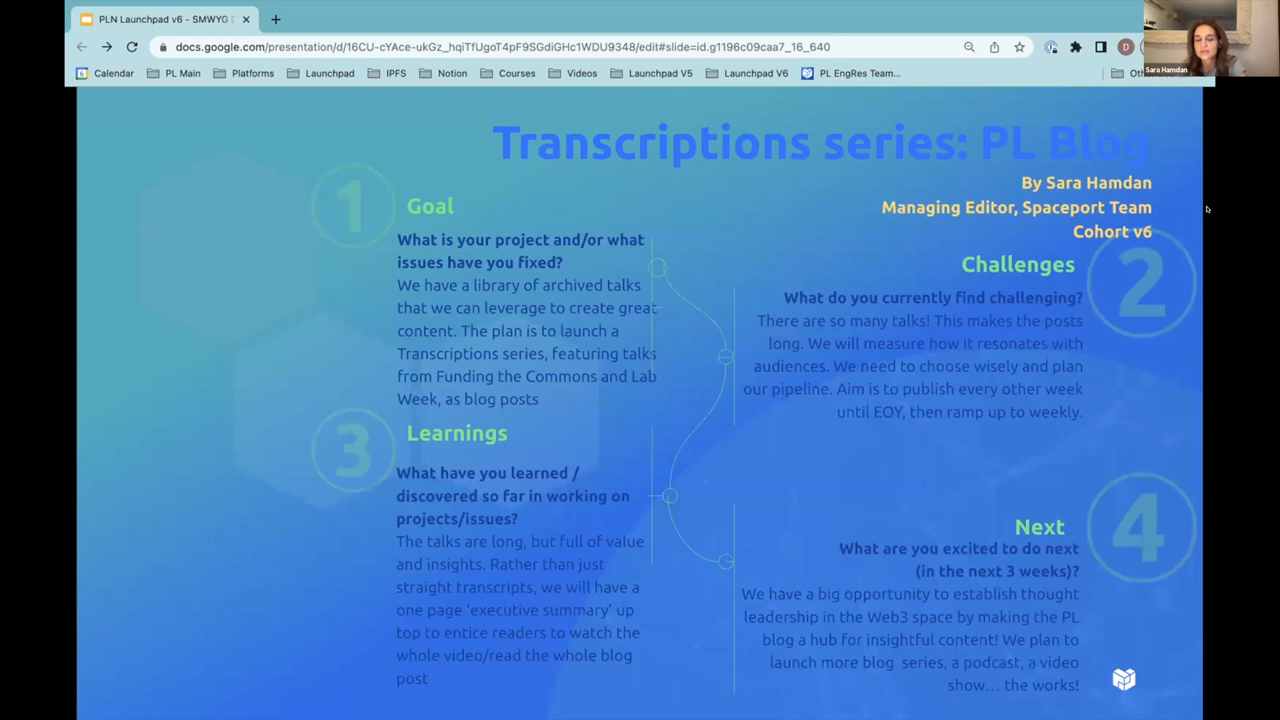 PLN Launchpad v6 - SMWYG
docs.google.com/presentation/d/16CU-cYAce-ukGz_hqiTfUgoT4pF9SGdiGHc1WDU9348/edit#slide=id.g1196c09caa7_16_640
D
Calendar
PL Main
Platforms
Launchpad
IPFS
Notion
Courses
Videos
Launchpad V5
Launchpad V6
PL EngRes Team...
Sara Hamdan
Transcriptions series: PL Blog
By Sara Hamdan
Managing Editor, Spaceport Team
Cohort v6
1
Goal
What is your project and/or what
issues have you fixed?
We have a library of archived talks
that we can leverage to create great
content. The plan is to launch a
Transcriptions series, featuring talks
from Funding the Commons and Lab
Week, as blog posts
2
Challenges
What do you currently find challenging?
There are so many talks! This makes the posts
long. We will measure how it resonates with
audiences. We need to choose wisely and plan
our pipeline. Aim is to publish every other week
until EOY, then ramp up to weekly.
3
Learnings
What have you learned /
discovered so far in working on
projects/issues?
The talks are long, but full of value
and insights. Rather than just
straight transcripts, we will have a
one page 'executive summary' up
top to entice readers to watch the
whole video/read the whole blog
post
4
Next
What are you excited to do next
(in the next 3 weeks)?
We have a big opportunity to establish thought
leadership in the Web3 space by making the PL
blog a hub for insightful content! We plan to
launch more blog series, a podcast, a video
show... the works!